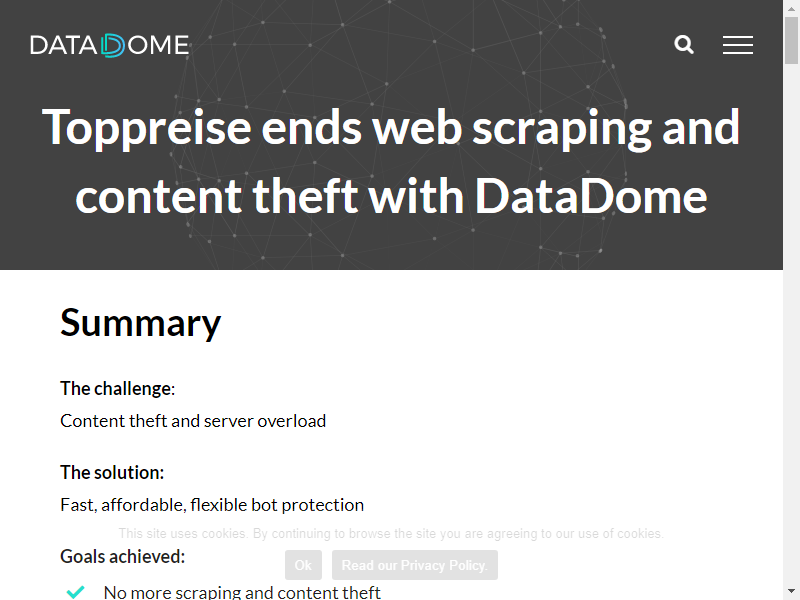 DATADOME
Toppreise ends web scraping and
content theft with DataDome
Summary
The challenge:
Content theft and server overload
The solution:
Fast, affordable, flexible bot protection
This site uses cookies. By continuing to browse the site you are agreeing to our use of cookies.
Goals achieved:
Ok Read our Privacy Policy.
No more scraping and content theft